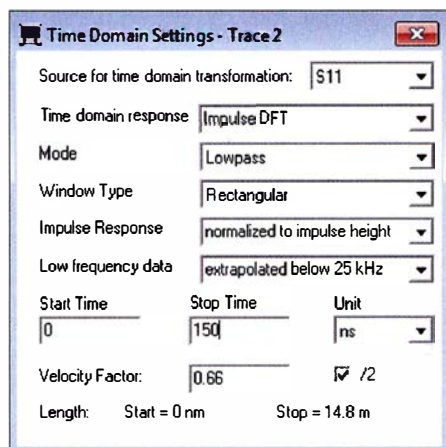 Time Domain Settings - Trace 2
Source for time domain transformation: S11
Time domain response Impulse DFT
Mode Lowpass
Window Type Rectangular
Impulse Response normalized to impulse height
Low frequency data extrapolated below 25 kHz
Start Time Stop Time Unit
0 150 ns
Velocity Factor: 0.66 /2
Length: Start = 0 nm Stop = 14.8 m